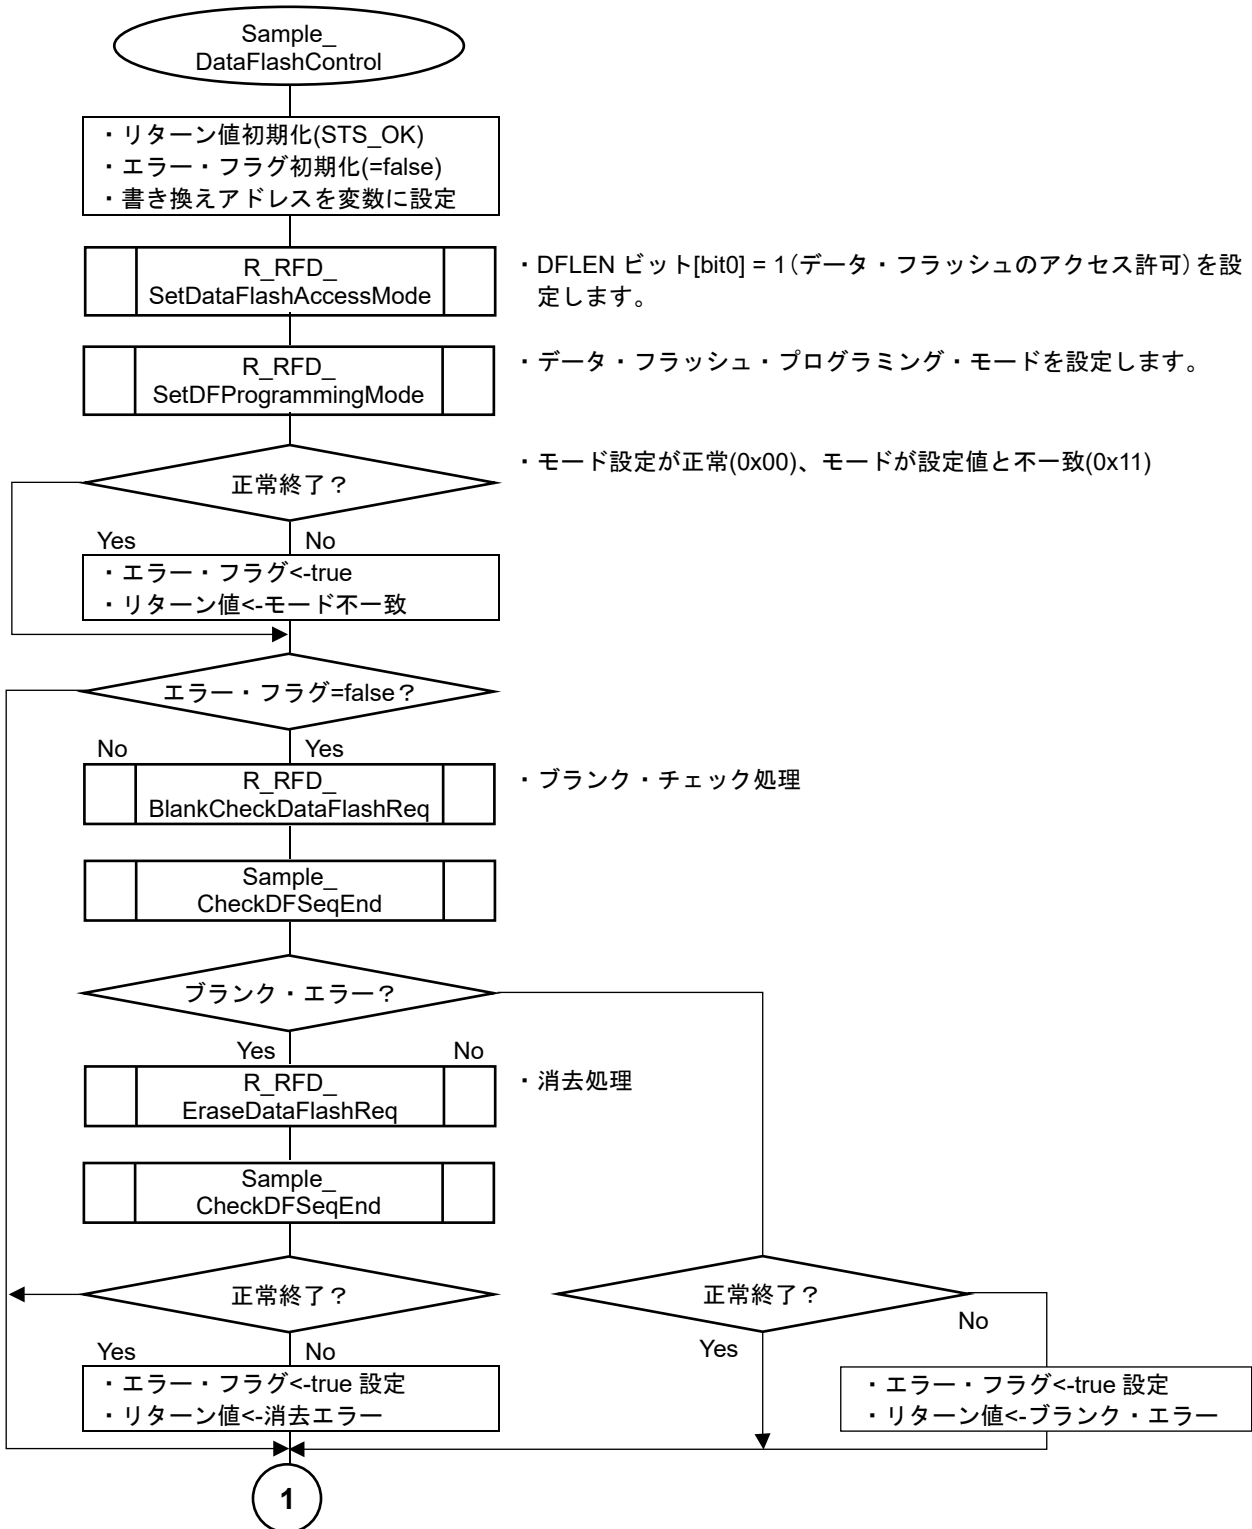 Sample_
DataFlashControl
・リターン値初期化(STS_OK)
・エラー・フラグ初期化(=false)
・書き換えアドレスを変数に設定
R_RFD_
SetDataFlashAccessMode
・DFLEN ビット[bit0] = 1(データ・フラッシュのアクセス許可)を設
定します。
R_RFD_
SetDFProgrammingMode
・データ・フラッシュ・プログラミング・モードを設定します。
正常終了？
・モード設定が正常(0x00)、モードが設定値と不一致(0x11)
Yes No
・エラー・フラグ<-true
・リターン値<-モード不一致
エラー・フラグ=false？
No Yes
R_RFD_
BlankCheckDataFlashReq
・ブランク・チェック処理
Sample_
CheckDFSeqEnd
ブランク・エラー？
Yes No
R_RFD_
EraseDataFlashReq
・消去処理
Sample_
CheckDFSeqEnd
正常終了？
正常終了？
No
Yes
Yes No
・エラー・フラグ<-true 設定
・リターン値<-消去エラー
・エラー・フラグ<-true 設定
・リターン値<-ブランク・エラー
1